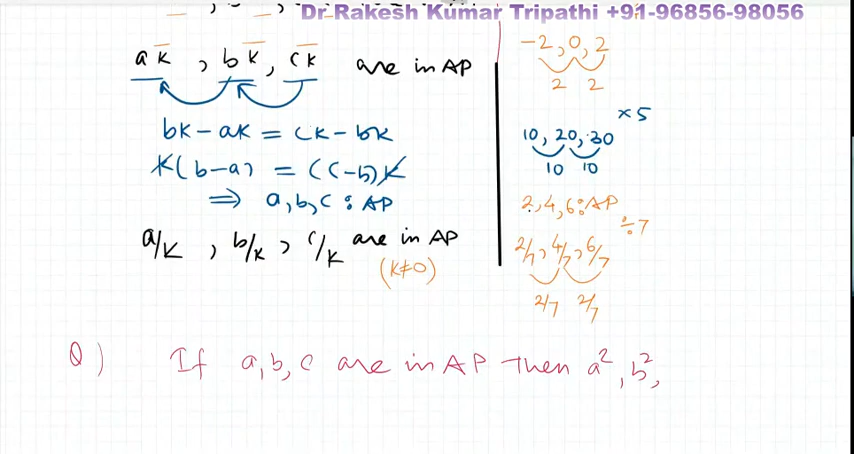 Dr.Rakesh Kumar Tripathi +91-96856-98056
ak, bk, ck are in AP
bk-ak = ck-bk
k(b-a) = (c-b)k
⇒ a,b,c : AP
a/k, b/k, c/k are in AP
(k≠0)
-2, 0, 2
2 2
×5
10, 20, 30
10 10
2, 4, 6 : AP
÷7
2/7, 4/7, 6/7
2/7 2/7
Q) If a,b,c are in AP then a², b²,